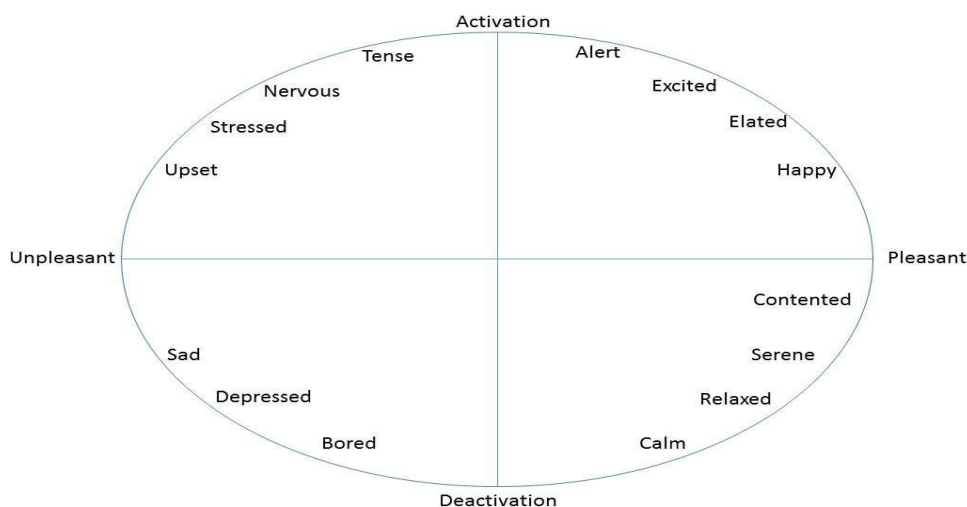 Activation
Tense
Alert
Nervous
Excited
Stressed
Elated
Upset
Happy
Unpleasant
Pleasant
Contented
Sad
Serene
Depressed
Relaxed
Bored
Calm
Deactivation